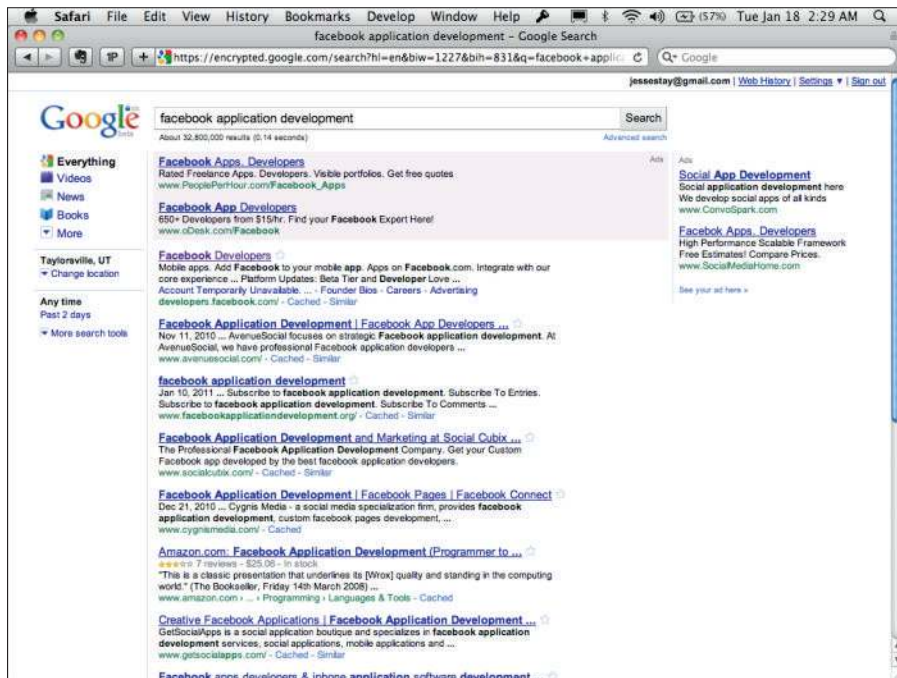 Safari File Edit View History Bookmarks Develop Window Help (57%) Tue Jan 18 2:29 AM
facebook application development – Google Search
1P + https://encrypted.google.com/search?hl=en&biw=1227&bih=831&q=facebook+applic Google
jessestay@gmail.com | Web History | Settings ▼ | Sign out
Google beta
facebook application development Search
About 32,800,000 results (0.14 seconds) Advanced search
Everything
Videos
News
Books
More
Taylorsville, UT
Change location
Any time
Past 2 days
More search tools
Facebook Apps. Developers Ads
Rated Freelance Apps. Developers. Visible portfolios. Get free quotes
www.PeoplePerHour.com/Facebook_Apps
Facebook App Developers
650+ Developers from $15/hr. Find your Facebook Expert Here!
www.oDesk.com/Facebook
Facebook Developers
Mobile apps. Add Facebook to your mobile app. Apps on Facebook.com. Integrate with our
core experience ... Platform Updates: Beta Tier and Developer Love ...
Account Temporarily Unavailable. ... - Founder Bios - Careers - Advertising
developers.facebook.com/ - Cached - Similar
Facebook Application Development | Facebook App Developers ...
Nov 11, 2010 ... AvenueSocial focuses on strategic Facebook application development. At
AvenueSocial, we have professional Facebook application developers ...
www.avenuesocial.com/ - Cached - Similar
facebook application development
Jan 10, 2011 ... Subscribe to facebook application development. Subscribe To Entries.
Subscribe to facebook application development. Subscribe To Comments ...
www.facebookapplicationdevelopment.org/ - Cached - Similar
Facebook Application Development and Marketing at Social Cubix ...
The Professional Facebook Application Development Company. Get your Custom
Facebook app developed by the best facebook application developers.
www.socialcubix.com/ - Cached - Similar
Facebook Application Development | Facebook Pages | Facebook Connect
Dec 21, 2010 ... Cygnis Media - a social media specialization firm, provides facebook
application development, custom facebook pages development, ...
www.cygnismedia.com/ - Cached
Amazon.com: Facebook Application Development (Programmer to ...
7 reviews - $25.06 - In stock
"This is a classic presentation that underlines its [Wrox] quality and standing in the computing
world." (The Bookseller, Friday 14th March 2008) ...
www.amazon.com › ... › Programming › Languages & Tools - Cached
Creative Facebook Applications | Facebook Application Development ...
GetSocialApps is a social application boutique and specializes in facebook application
development services, social applications, mobile applications and ...
www.getsocialapps.com/ - Cached - Similar
Facebook apps developers & iphone application software development
Ads
Social App Development
Social application development here
We develop social apps of all kinds
www.ConvoSpark.com
Facebok Apps. Developers
High Performance Scalable Framework
Free Estimates! Compare Prices.
www.SocialMediaHome.com
See your ad here »